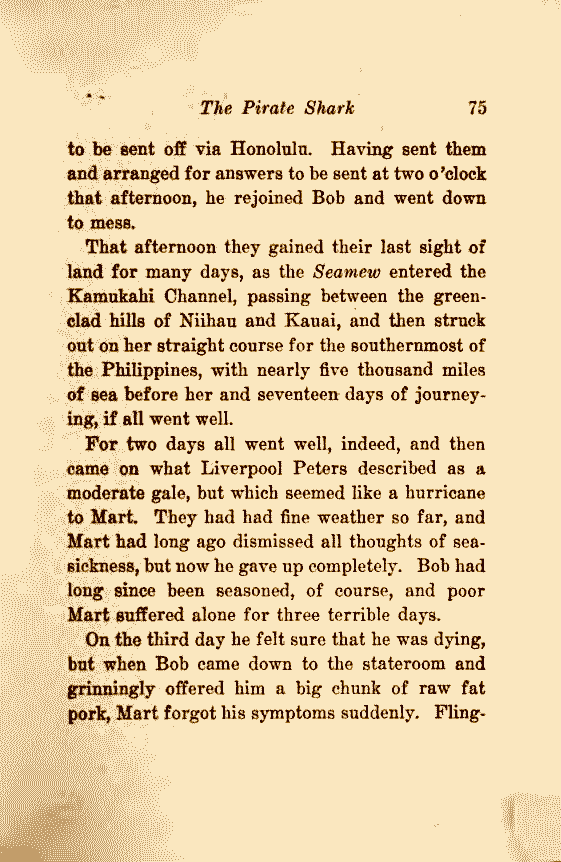 The Pirate Shark 75
to be sent off via Honolulu. Having sent them
and arranged for answers to be sent at two o'clock
that afternoon, he rejoined Bob and went down
to mess.
That afternoon they gained their last sight of
land for many days, as the Seamew entered the
Kamukahi Channel, passing between the green-
clad hills of Niihau and Kauai, and then struck
out on her straight course for the southernmost of
the Philippines, with nearly five thousand miles
of sea before her and seventeen days of journey-
ing, if all went well.
For two days all went well, indeed, and then
came on what Liverpool Peters described as a
moderate gale, but which seemed like a hurricane
to Mart. They had had fine weather so far, and
Mart had long ago dismissed all thoughts of sea-
sickness, but now he gave up completely. Bob had
long since been seasoned, of course, and poor
Mart suffered alone for three terrible days.
On the third day he felt sure that he was dying,
but when Bob came down to the stateroom and
grinningly offered him a big chunk of raw fat
pork, Mart forgot his symptoms suddenly. Fling-